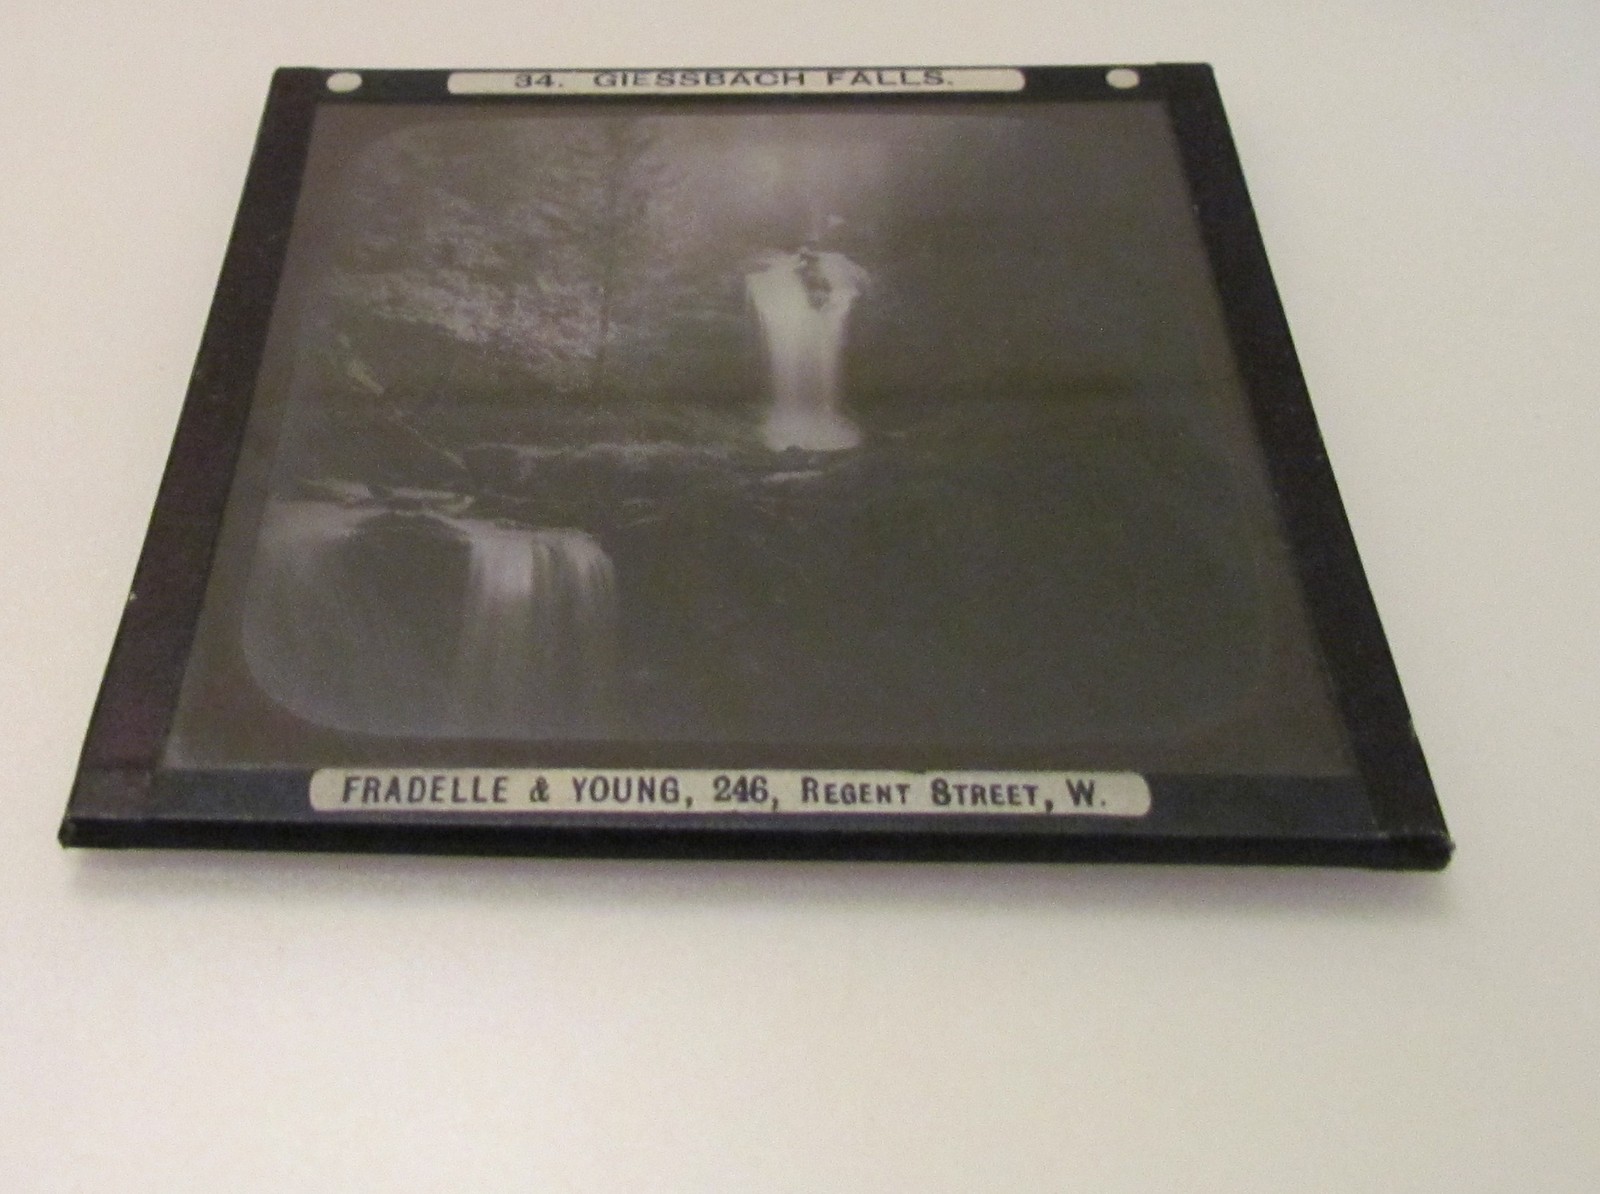 34. GIESSBACH FALLS.
FRADELLE & YOUNG, 246, REGENT STREET, W.